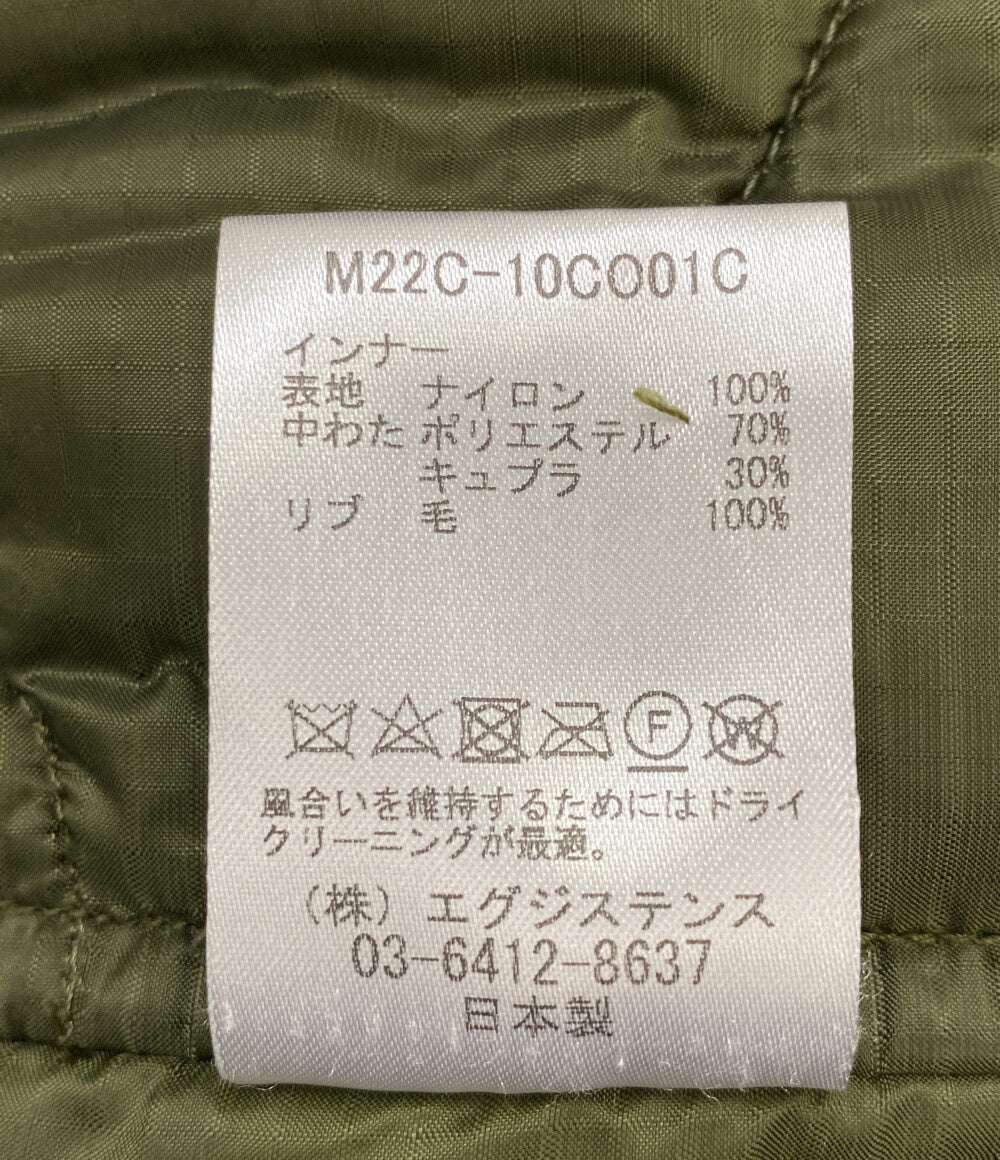 M22C-10CO01C
インナー
表地 ナイロン 100%
中わた ポリエステル 70%
キュプラ 30%
リブ 毛 100%
F W
風合いを維持するためにはドライ
クリーニングが最適。
（株）エグジステンス
03-6412-8637
日本製